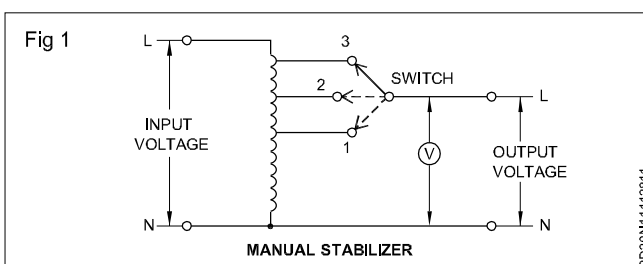 Fig 1
L
3
SWITCH
2
L
INPUT
VOLTAGE
1
V
OUTPUT
VOLTAGE
N
N
MANUAL STABILIZER